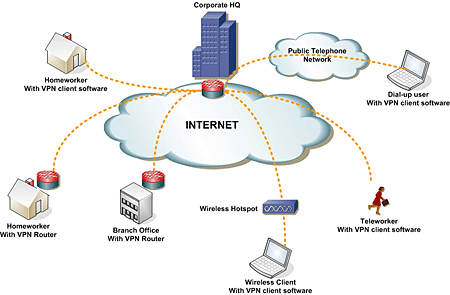 Corporate HQ
Public Telephone
Network
Homeworker
With VPN client software
Dial-up user
With VPN client software
INTERNET
Wireless Hotspot
Homeworker
With VPN Router
Branch Office
With VPN Router
Teleworker
With VPN client software
Wireless Client
With VPN client software